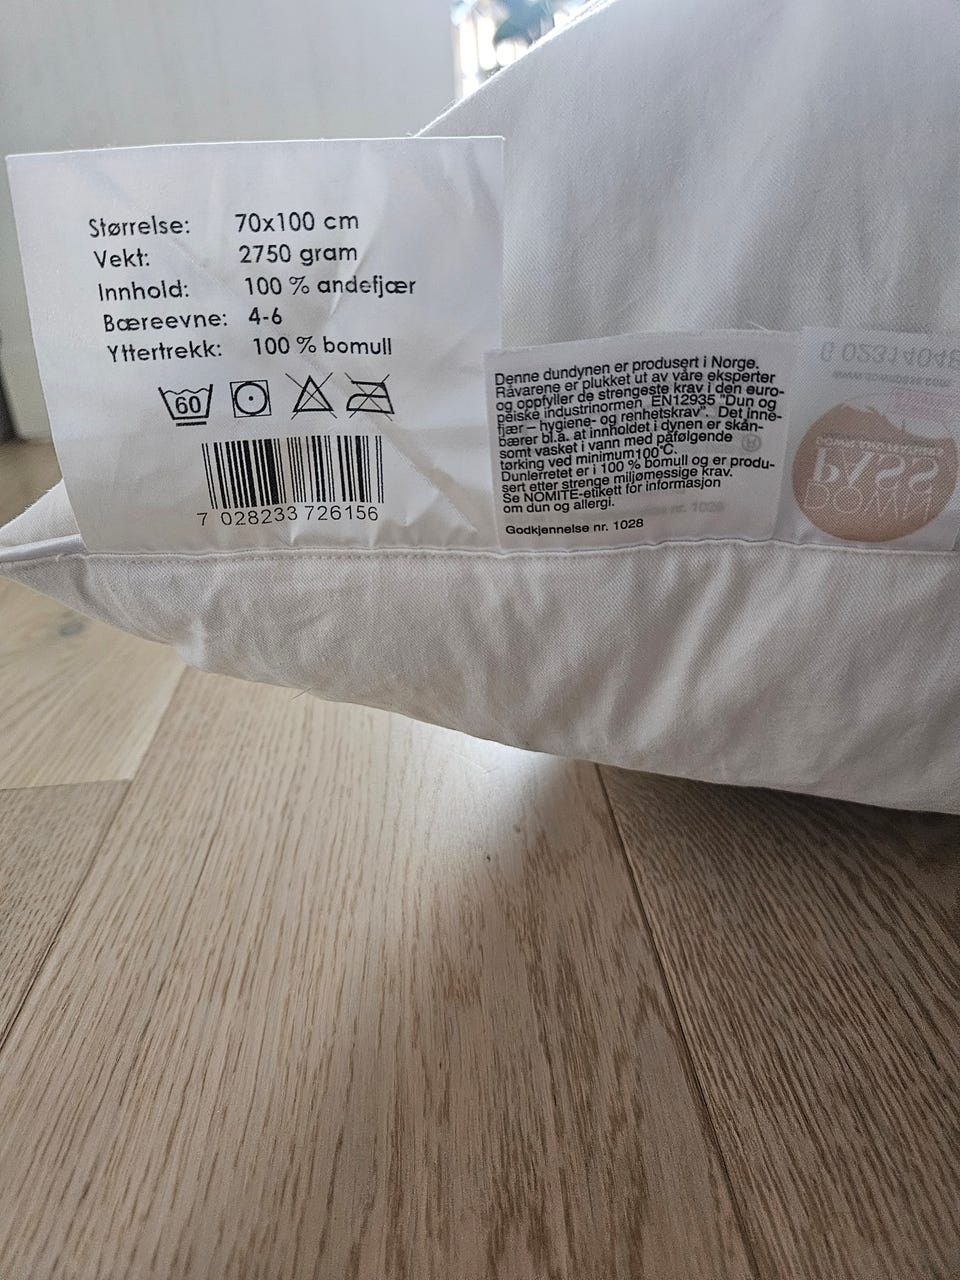 Størrelse: 70x100 cm
Vekt: 2750 gram
Innhold: 100 % andefjær
Bæreevne: 4-6
Yttertrekk: 100 % bomull
60
7 028233 726156
Denne dundynen er produsert i Norge.
Råvarene er plukket ut av våre eksperter
og oppfyller de strengeste krav i den euro-
peiske industrinormen EN12935 "Dun og
fjær – hygiene- og renhetskrav". Det inne-
bærer bl.a. at innholdet i dynen er skån-
somt vasket i vann med påfølgende
tørking ved minimum100°C.
Dunlerretet er i 100 % bomull og er produ-
sert etter strenge miljømessige krav.
Se NOMITE-etikett for informasjon
om dun og allergi.
Godkjennelse nr. 1028
DOWN
PASS